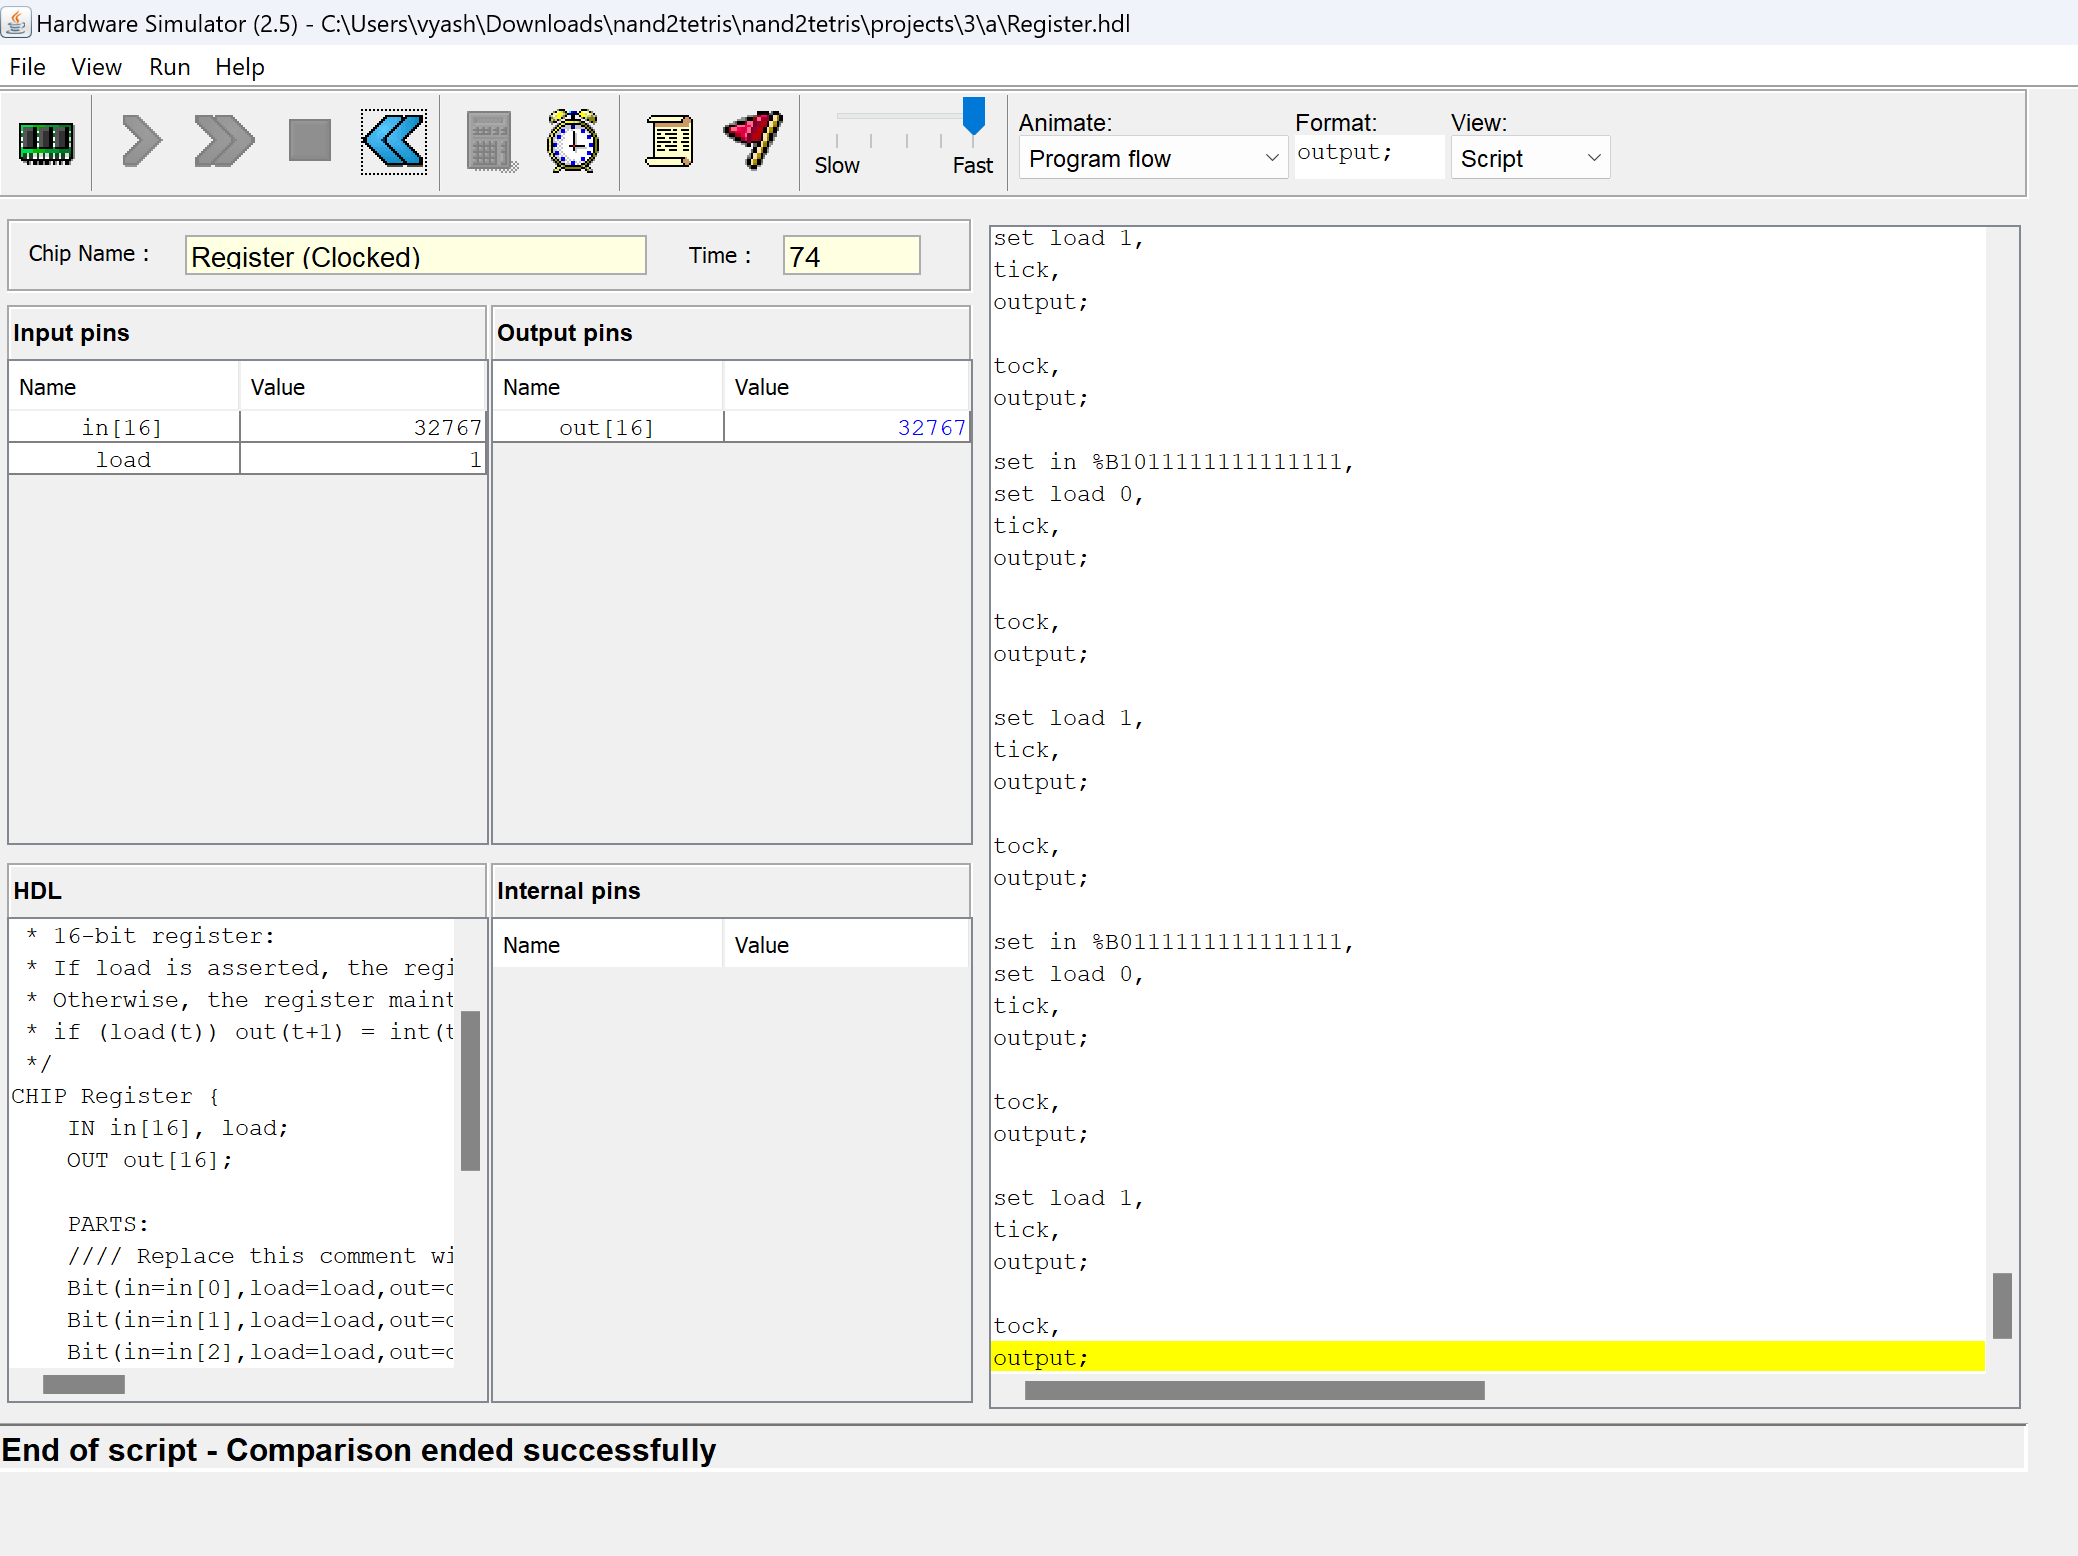 Hardware Simulator (2.5) - C:\Users\vyash\Downloads\nand2tetris\nand2tetris\projects\3\a\Register.hdl
File View Run Help
Slow Fast
Animate:
Program flow
Format:
output;
View:
Script
Chip Name :
Register (Clocked)
Time :
74
Input pins
Name Value
in[16] 32767
load 1
Output pins
Name Value
out[16] 32767
HDL
* 16-bit register:
* If load is asserted, the regi
* Otherwise, the register maint
* if (load(t)) out(t+1) = int(t
*/
CHIP Register {
IN in[16], load;
OUT out[16];
PARTS:
//// Replace this comment wi
Bit(in=in[0],load=load,out=o
Bit(in=in[1],load=load,out=o
Bit(in=in[2],load=load,out=o
Internal pins
Name Value
set load 1,
tick,
output;
tock,
output;
set in %B1011111111111111,
set load 0,
tick,
output;
tock,
output;
set load 1,
tick,
output;
tock,
output;
set in %B0111111111111111,
set load 0,
tick,
output;
tock,
output;
set load 1,
tick,
output;
tock,
output;
End of script - Comparison ended successfully